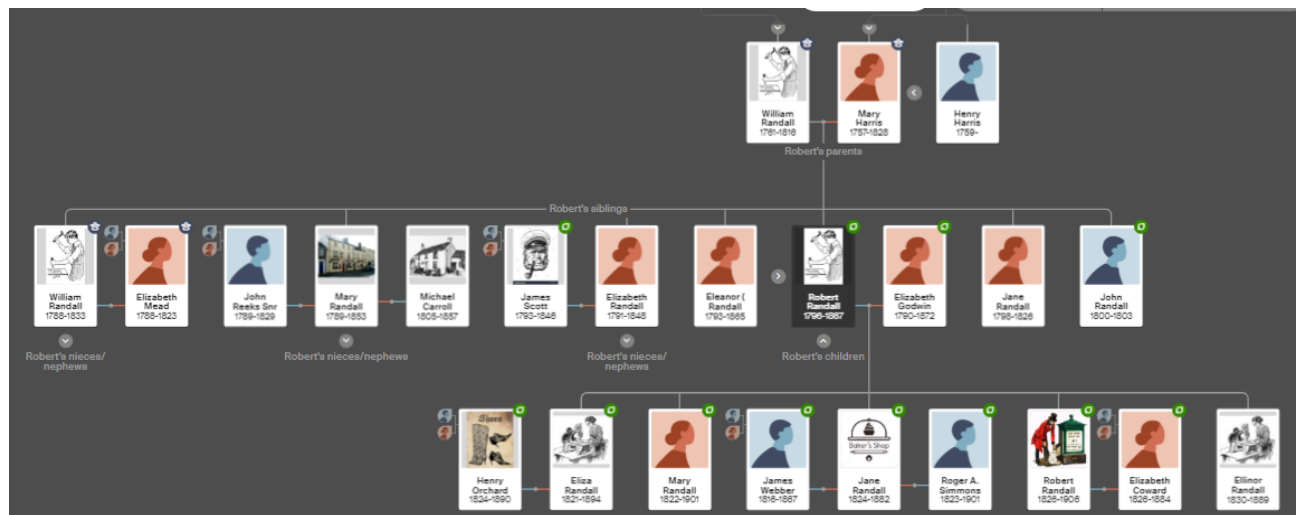 William
Randall
1761-1816
Mary
Harris
1757-1828
Henry
Harris
1759-
Robert's parents
Robert's siblings
William
Randall
1788-1833
Elizabeth
Mead
1788-1823
John
Reeks Snr
1789-1829
Mary
Randall
1789-1853
Michael
Carroll
1805-1857
James
Scott
1793-1846
Elizabeth
Randall
1791-1848
Eleanor (
Randall
1793-1865
Robert
Randall
1796-1867
Elizabeth
Godwin
1790-1872
Jane
Randall
1798-1826
John
Randall
1800-1803
Robert's nieces/
nephews
Robert's nieces/nephews
Robert's nieces/
nephews
Robert's children
Shoes
Henry
Orchard
1824-1890
Eliza
Randall
1821-1894
Mary
Randall
1822-1901
James
Webber
1816-1867
Baker's Shop
Jane
Randall
1824-1882
Roger A.
Simmons
1823-1901
Robert
Randall
1826-1906
Elizabeth
Coward
1826-1884
Ellinor
Randall
1830-1889